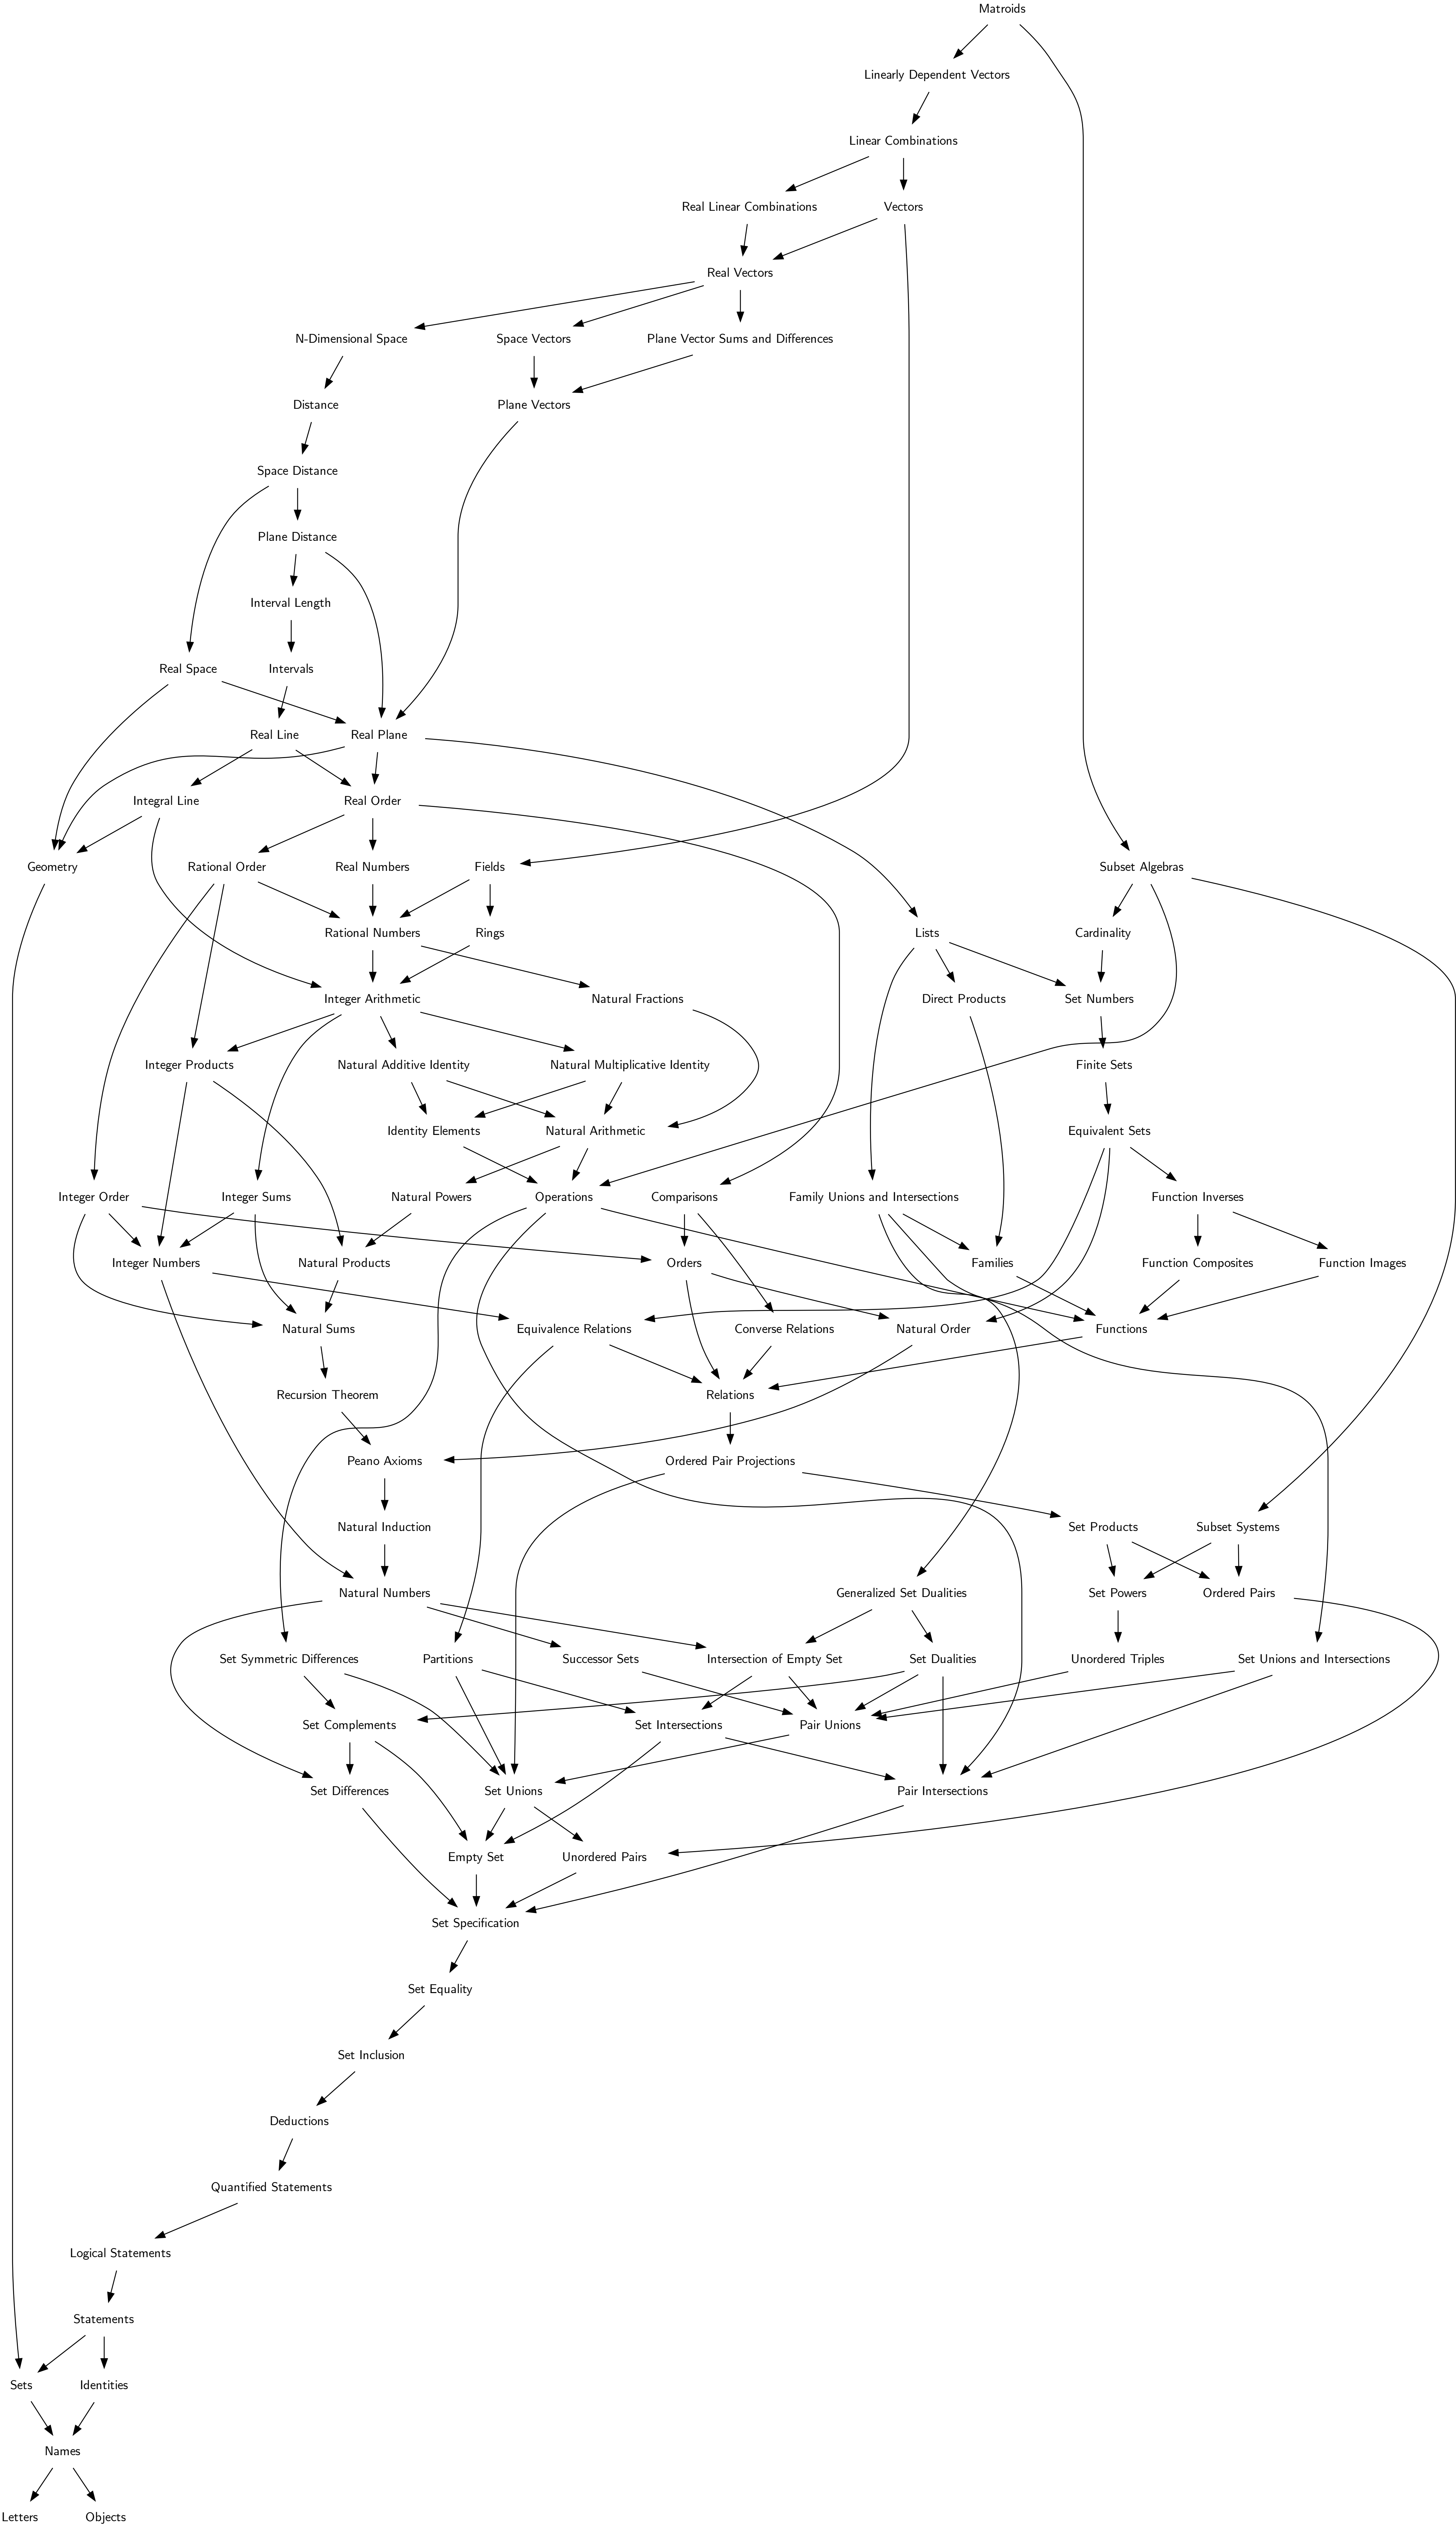 Matroids
Linearly Dependent Vectors
Linear Combinations
Real Linear Combinations
Vectors
Real Vectors
N-Dimensional Space
Space Vectors
Plane Vector Sums and Differences
Distance
Plane Vectors
Space Distance
Plane Distance
Interval Length
Real Space
Intervals
Real Line
Real Plane
Integral Line
Real Order
Geometry
Rational Order
Real Numbers
Fields
Subset Algebras
Rational Numbers
Rings
Lists
Cardinality
Integer Arithmetic
Natural Fractions
Direct Products
Set Numbers
Integer Products
Natural Additive Identity
Natural Multiplicative Identity
Finite Sets
Identity Elements
Natural Arithmetic
Equivalent Sets
Integer Order
Integer Sums
Natural Powers
Operations
Comparisons
Family Unions and Intersections
Function Inverses
Integer Numbers
Natural Products
Orders
Families
Function Composites
Function Images
Natural Sums
Equivalence Relations
Converse Relations
Natural Order
Functions
Recursion Theorem
Relations
Peano Axioms
Ordered Pair Projections
Natural Induction
Set Products
Subset Systems
Natural Numbers
Generalized Set Dualities
Set Powers
Ordered Pairs
Set Symmetric Differences
Partitions
Successor Sets
Intersection of Empty Set
Set Dualities
Unordered Triples
Set Unions and Intersections
Set Complements
Set Intersections
Pair Unions
Set Differences
Set Unions
Pair Intersections
Empty Set
Unordered Pairs
Set Specification
Set Equality
Set Inclusion
Deductions
Quantified Statements
Logical Statements
Statements
Sets
Identities
Names
Letters
Objects